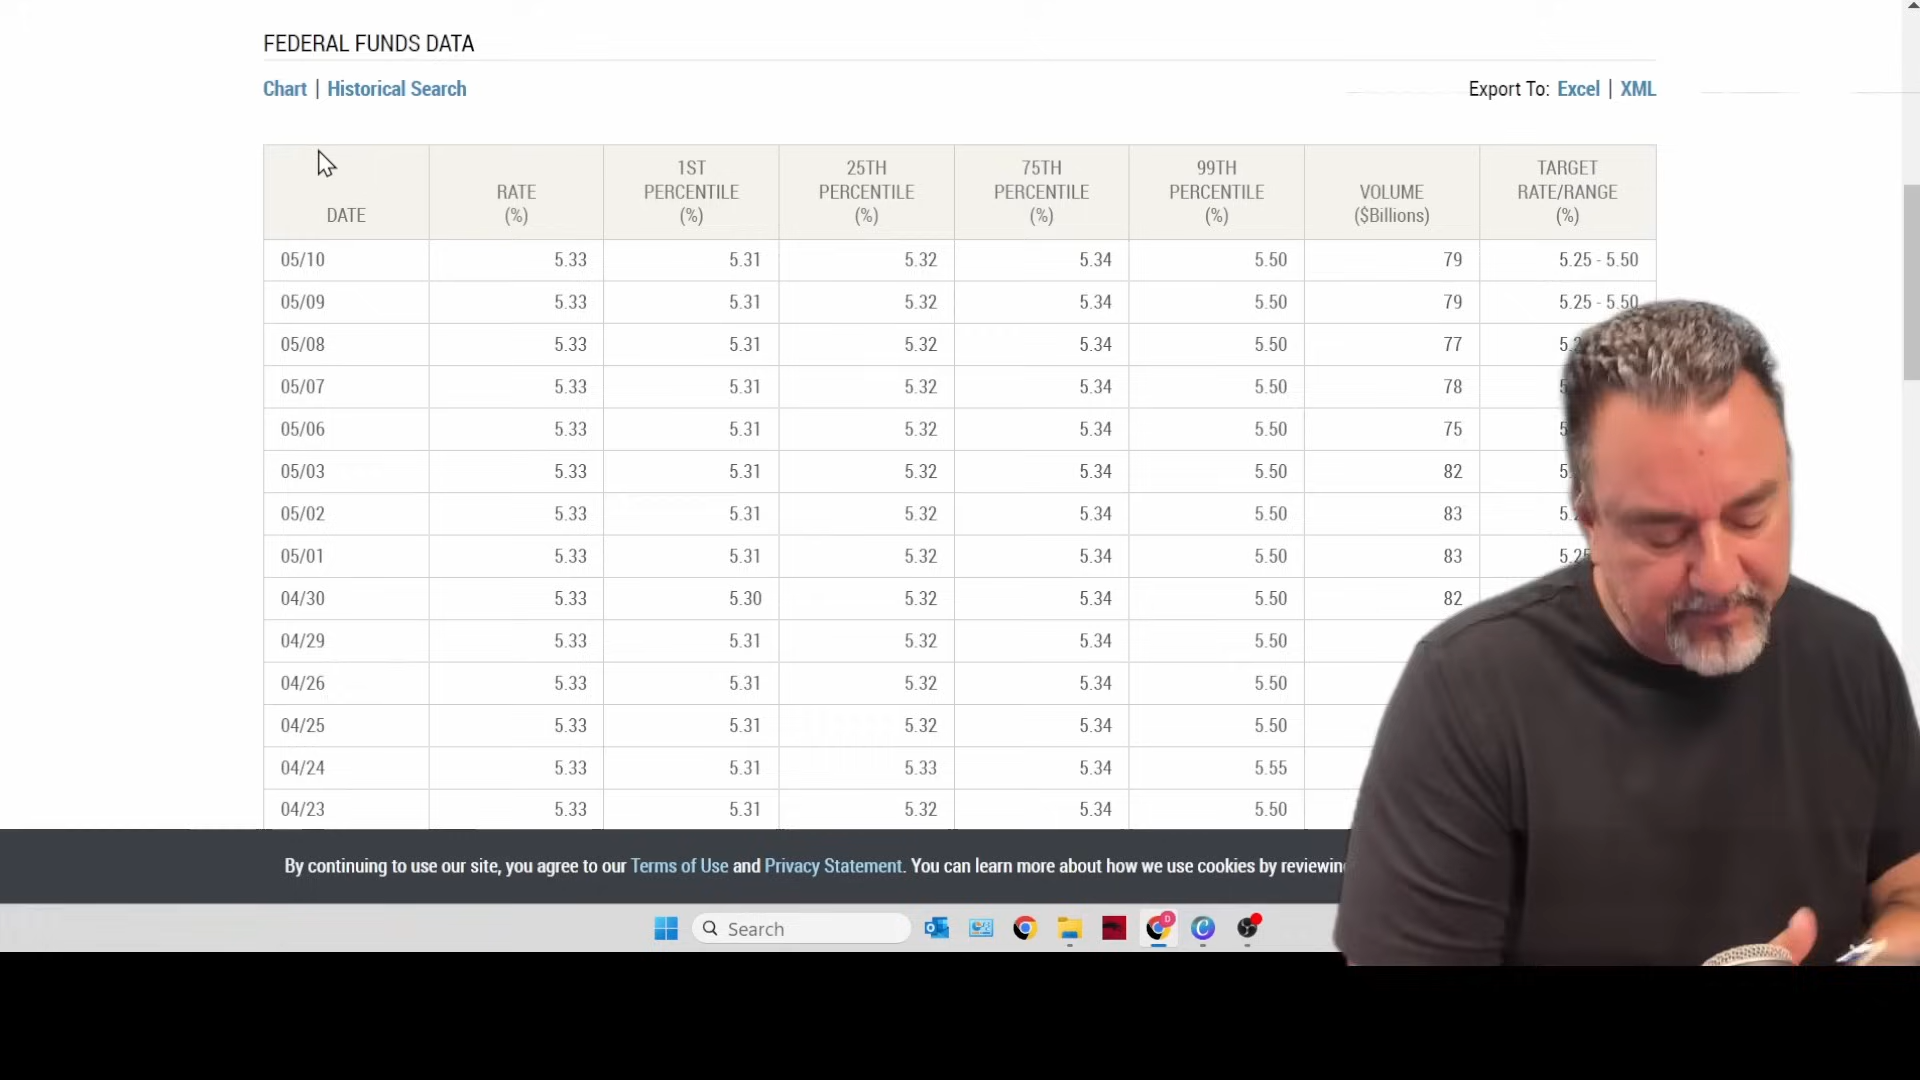 FEDERAL FUNDS DATA
Chart | Historical Search
Export To: Excel | XML
DATE RATE (%) 1ST PERCENTILE (%) 25TH PERCENTILE (%) 75TH PERCENTILE (%) 99TH PERCENTILE (%) VOLUME ($Billions) TARGET RATE/RANGE (%)
05/10 5.33 5.31 5.32 5.34 5.50 79 5.25 - 5.50
05/09 5.33 5.31 5.32 5.34 5.50 79 5.25 - 5.50
05/08 5.33 5.31 5.32 5.34 5.50 77
05/07 5.33 5.31 5.32 5.34 5.50 78
05/06 5.33 5.31 5.32 5.34 5.50 75
05/03 5.33 5.31 5.32 5.34 5.50 82
05/02 5.33 5.31 5.32 5.34 5.50 83
05/01 5.33 5.31 5.32 5.34 5.50 83
04/30 5.33 5.30 5.32 5.34 5.50 82
04/29 5.33 5.31 5.32 5.34 5.50
04/26 5.33 5.31 5.32 5.34 5.50
04/25 5.33 5.31 5.32 5.34 5.50
04/24 5.33 5.31 5.33 5.34 5.55
04/23 5.33 5.31 5.32 5.34 5.50
By continuing to use our site, you agree to our Terms of Use and Privacy Statement. You can learn more about how we use cookies by reviewing
Search